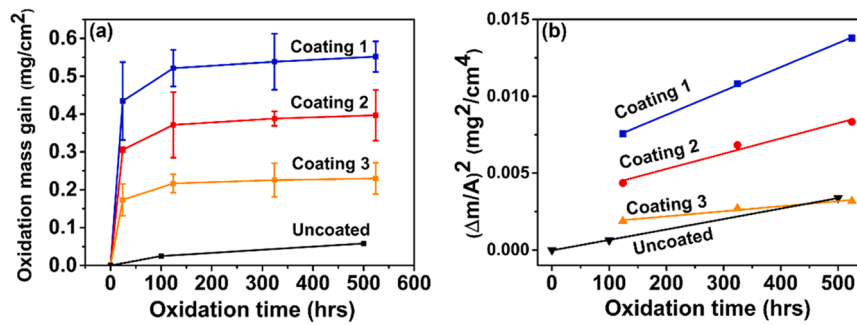 (a)
Oxidation mass gain (mg/cm²)
0.6
0.5
0.4
0.3
0.2
0.1
0.0
Coating 1
Coating 2
Coating 3
Uncoated
0 100 200 300 400 500 600
Oxidation time (hrs)
(b)
(Δm/A)² (mg²/cm⁴)
0.015
0.010
0.005
0.000
Coating 1
Coating 2
Coating 3
Uncoated
0 100 200 300 400 500
Oxidation time (hrs)